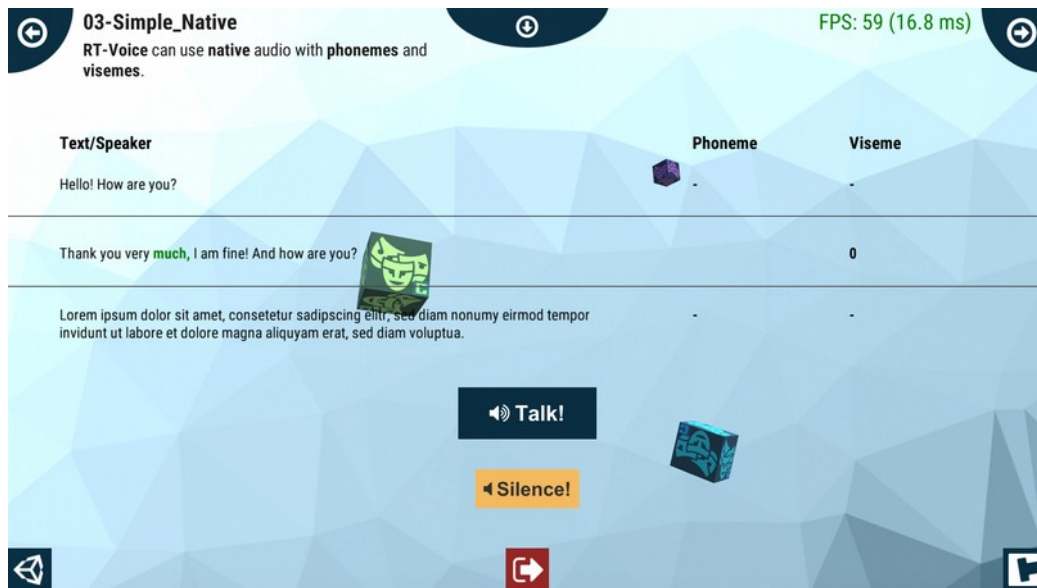 03-Simple_Native
FPS: 59 (16.8 ms)
RT-Voice can use native audio with phonemes and
visemes.
Text/Speaker Phoneme Viseme
Hello! How are you? - -
Thank you very much, I am fine! And how are you? 0
Lorem ipsum dolor sit amet, consetetur sadipscing elitr, sed diam nonumy eirmod tempor - -
invidunt ut labore et dolore magna aliquyam erat, sed diam voluptua.
Talk!
Silence!